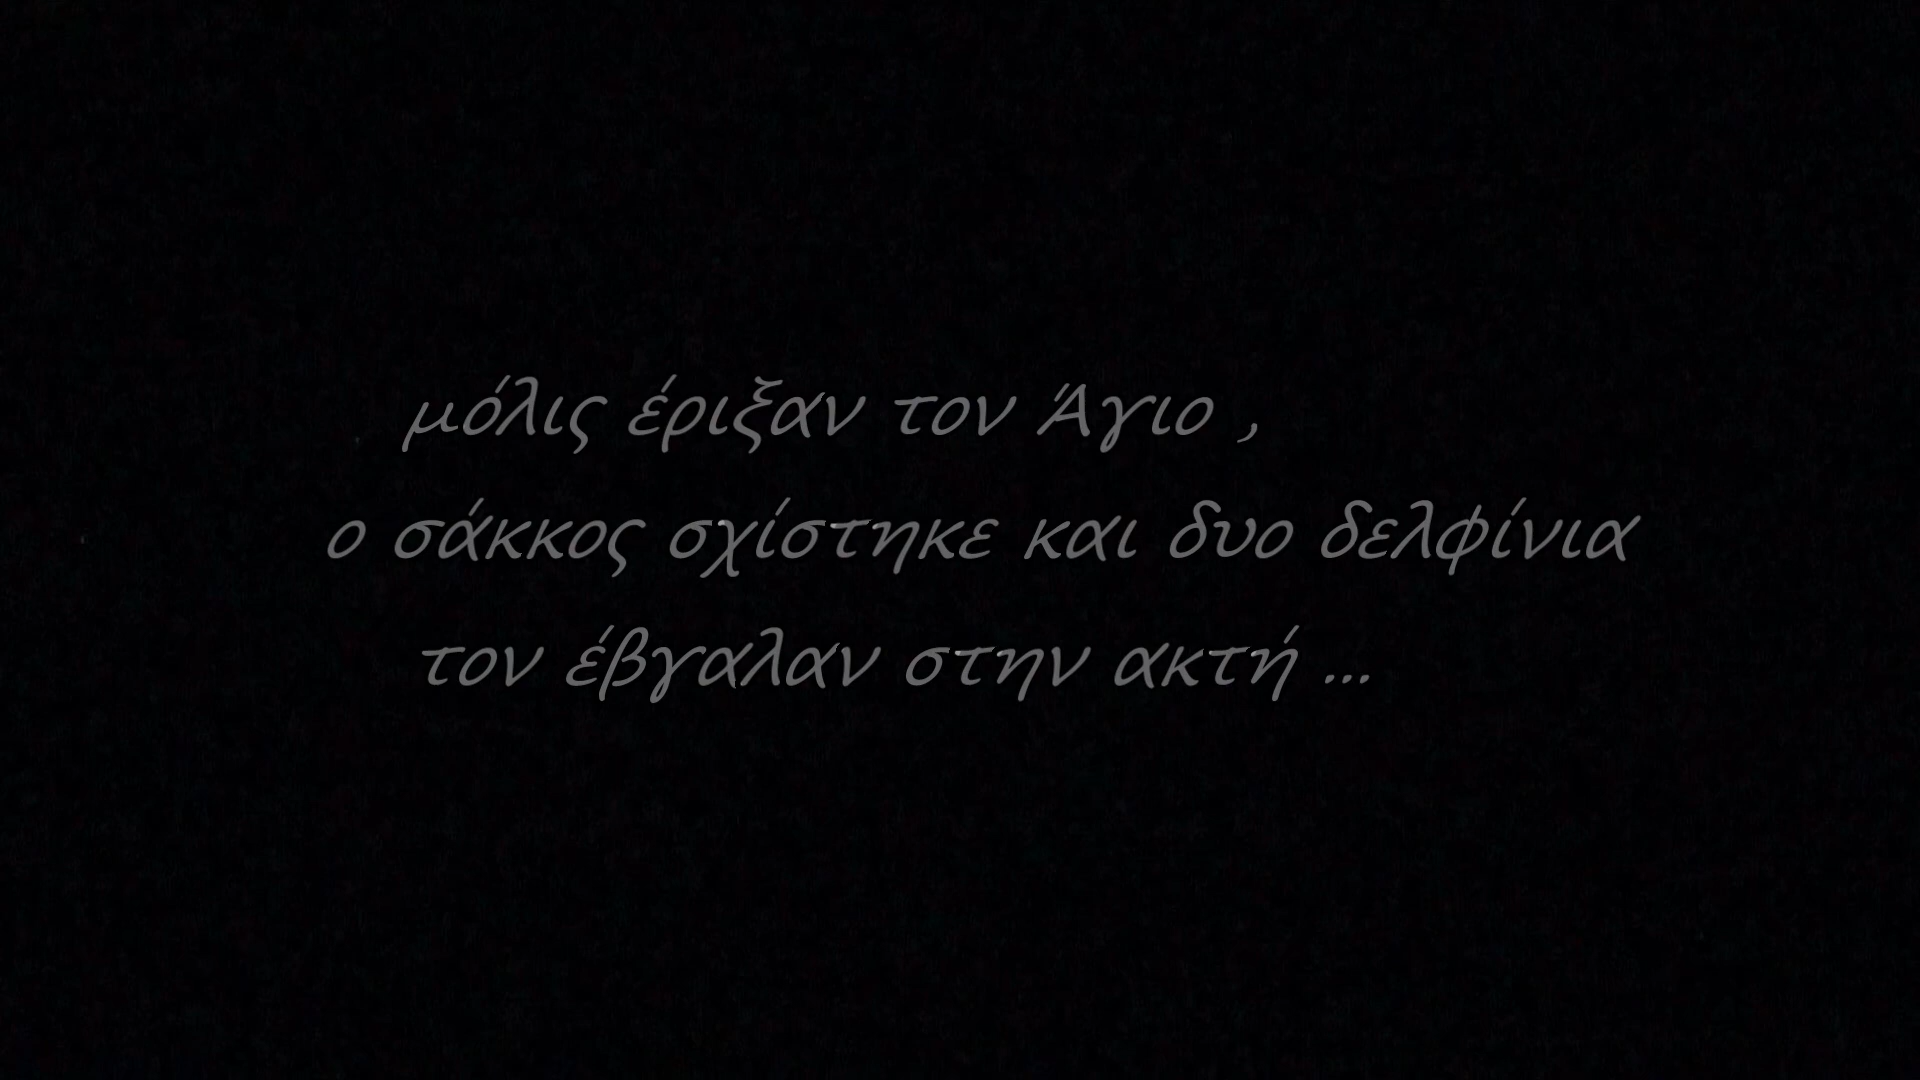 μόλις έριξαν τον Άγιο ,
ο σάκκος σχίστηκε και δυο δελφίνια
τον έβγαλαν στην ακτή ...